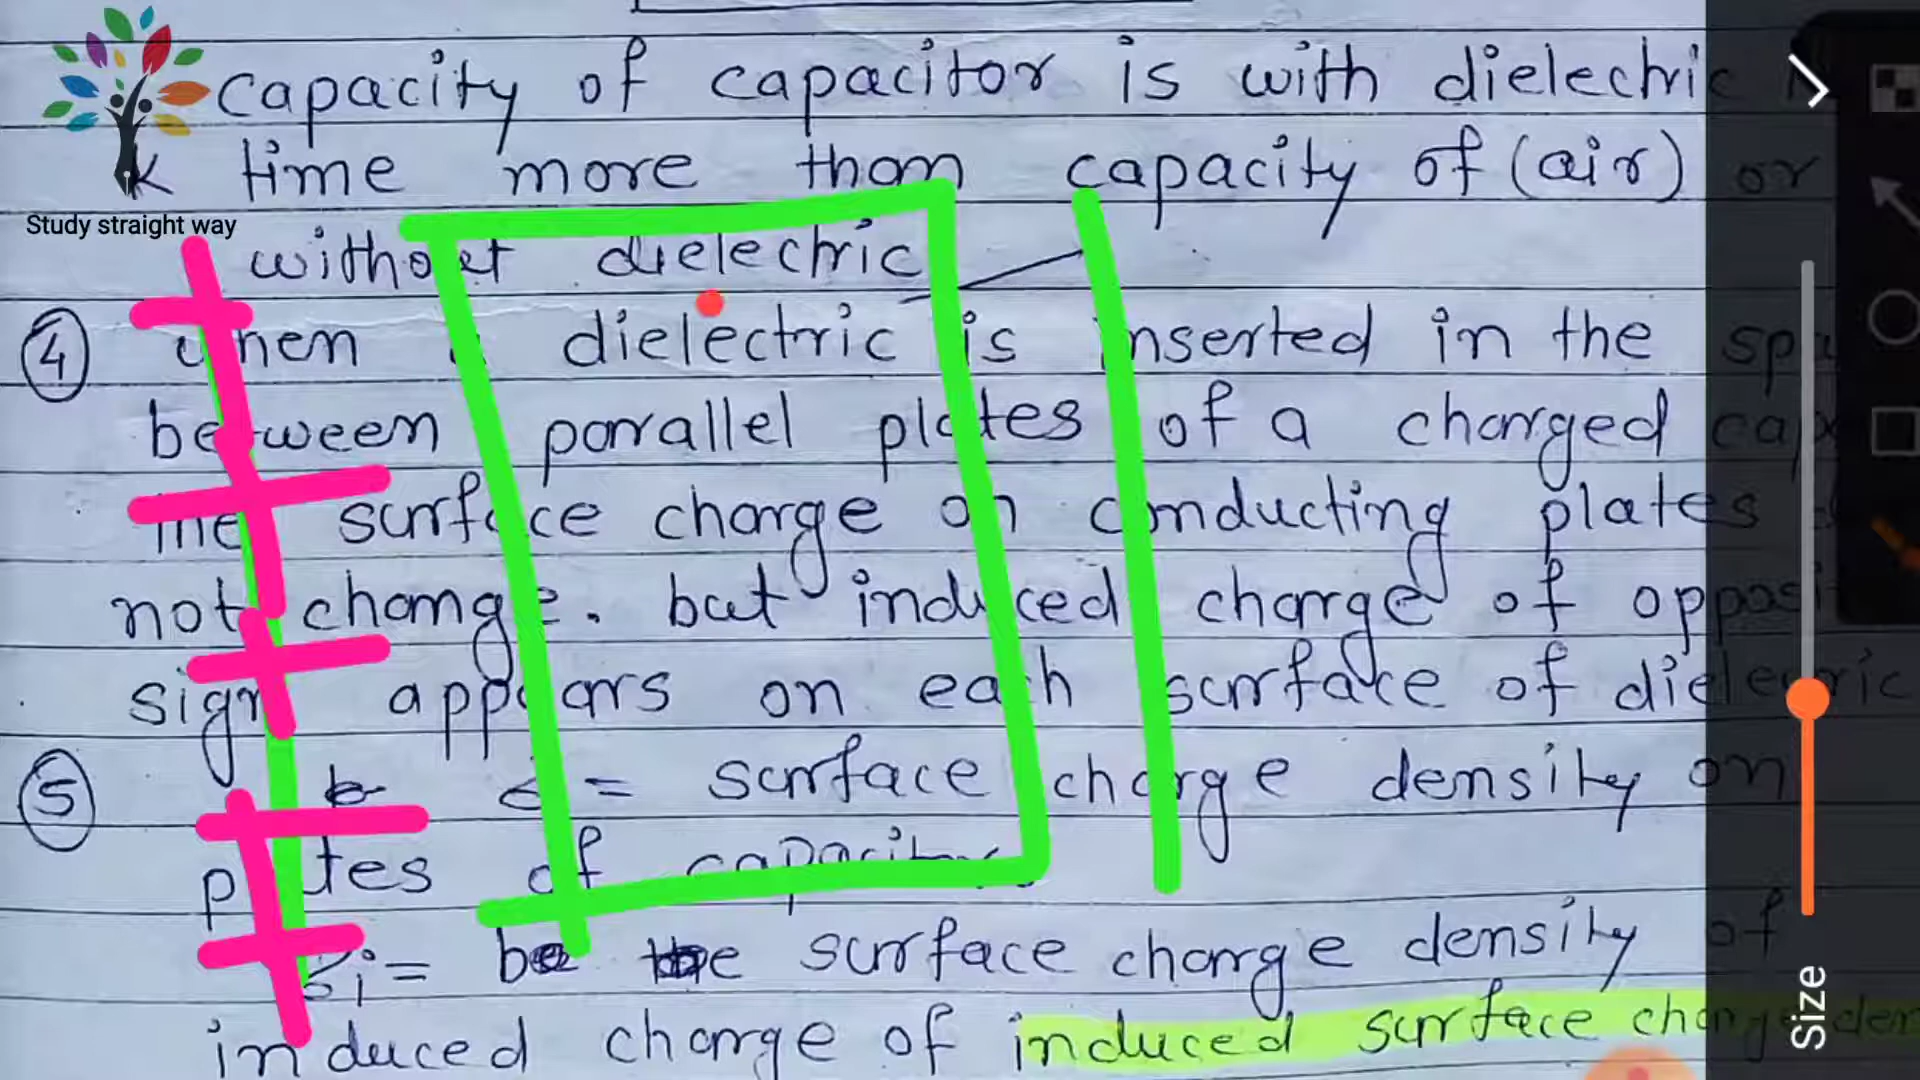 capacity of capacitor is with dielectric
K time more than capacity of (air) or
Study straight way
without dielectric
④ when a dielectric is inserted in the
between parallel plates of a charged
the surface charge on conducting plates
not change. but induced charge of
sign appears on each surface of dielectric
⑤ = surface charge density on
plates of capacitor
= be the surface charge density of
induced charge of induced surface charge
Size